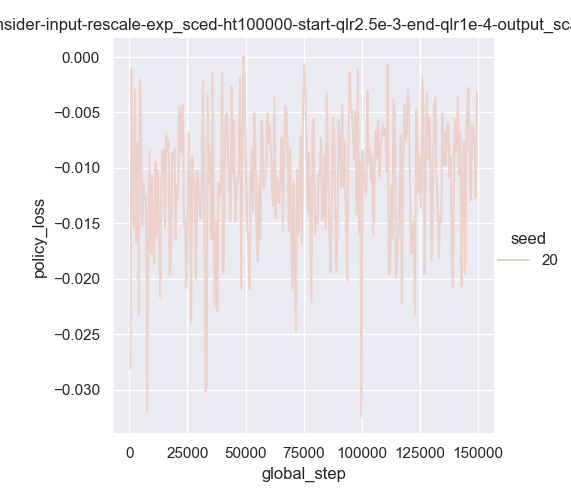 nsider-input-rescale-exp_sced-ht100000-start-qlr2.5e-3-end-qlr1e-4-output_sca
0.000
−0.005
−0.010
−0.015
−0.020
−0.025
−0.030
policy_loss
0 25000 50000 75000 100000 125000 150000
global_step
seed
20